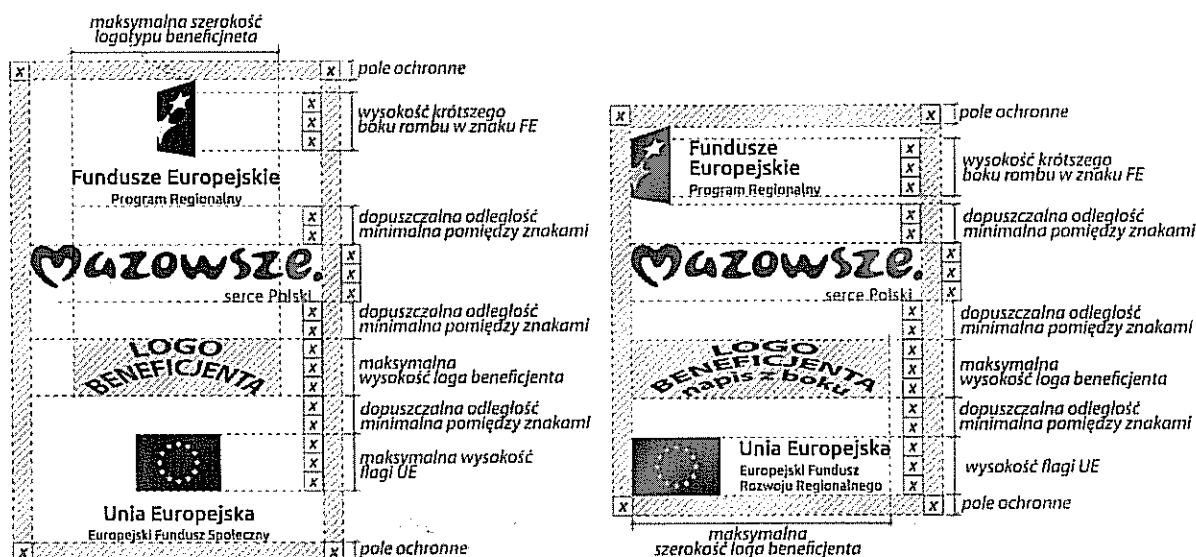 maksymalna szerokość
logotypu beneficjneta
x
x
pole ochronne
x
x
x
wysokość krótszego
boku rombu w znaku FE
Fundusze Europejskie
Program Regionalny
x
x
dopuszczalna odległość
minimalna pomiędzy znakami
mazowsze.
serce Polski
x
x
x
x
x
dopuszczalna odległość
minimalna pomiędzy znakami
LOGO
BENEFICJENTA
x
x
x
maksymalna
wysokość loga beneficjenta
x
x
dopuszczalna odległość
minimalna pomiędzy znakami
x
x
x
maksymalna wysokość
flagi UE
Unia Europejska
Europejski Fundusz Społeczny
x
x
pole ochronne
x
x
pole ochronne
Fundusze
Europejskie
Program Regionalny
x
x
x
wysokość krótszego
boku rombu w znaku FE
x
x
dopuszczalna odległość
minimalna pomiędzy znakami
mazowsze.
serce Polski
x
x
x
x
x
dopuszczalna odległość
minimalna pomiędzy znakami
LOGO
BENEFICJENTA
napis z boku
x
x
x
maksymalna
wysokość loga beneficjenta
x
x
dopuszczalna odległość
minimalna pomiędzy znakami
Unia Europejska
Europejski Fundusz
Rozwoju Regionalnego
x
x
x
wysokość flagi UE
x
x
pole ochronne
maksymalna
szerokość loga beneficjenta